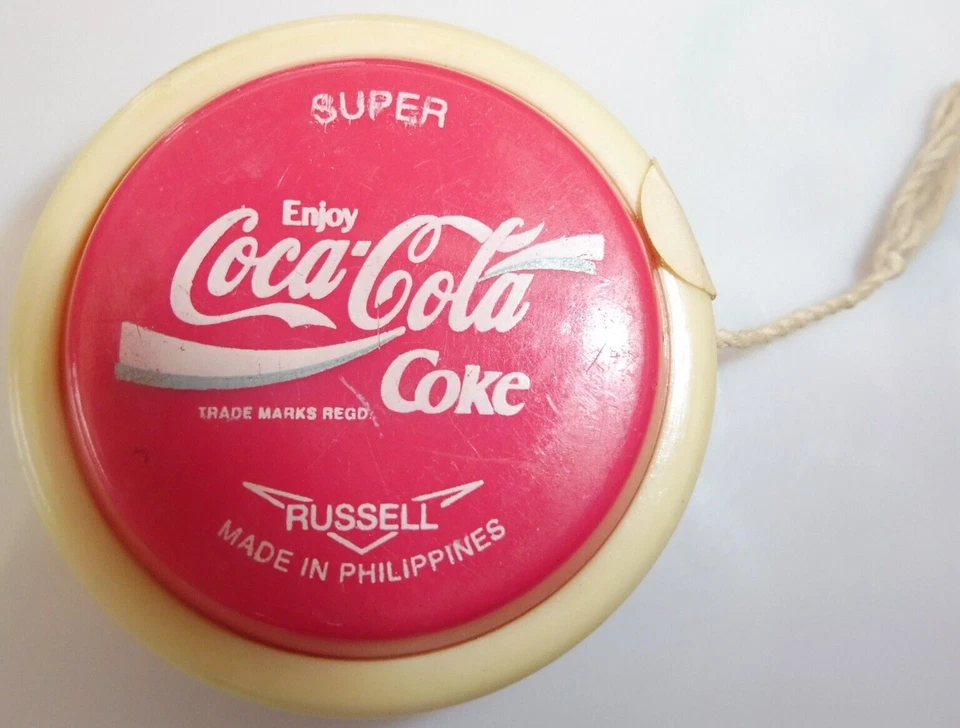 SUPER
Enjoy
Coca-Cola
Coke
TRADE MARKS REGD.
RUSSELL
MADE IN PHILIPPINES